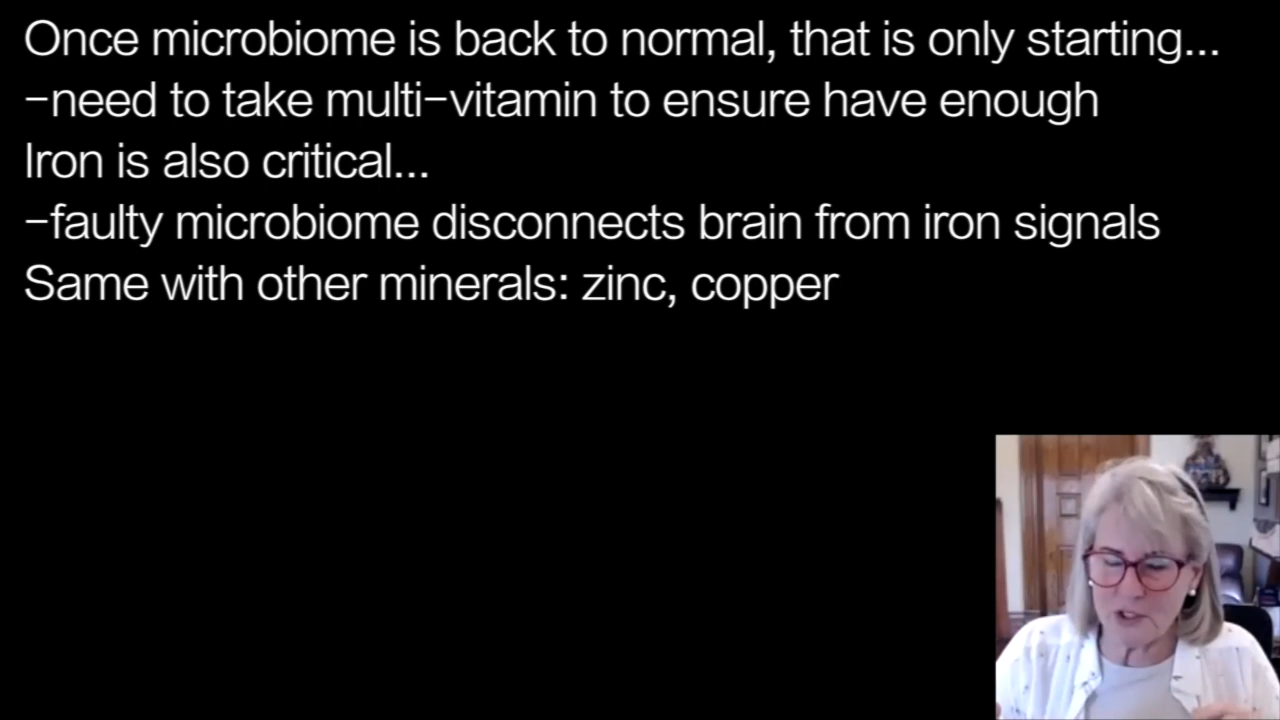 Once microbiome is back to normal, that is only starting...
-need to take multi-vitamin to ensure have enough
Iron is also critical...
-faulty microbiome disconnects brain from iron signals
Same with other minerals: zinc, copper